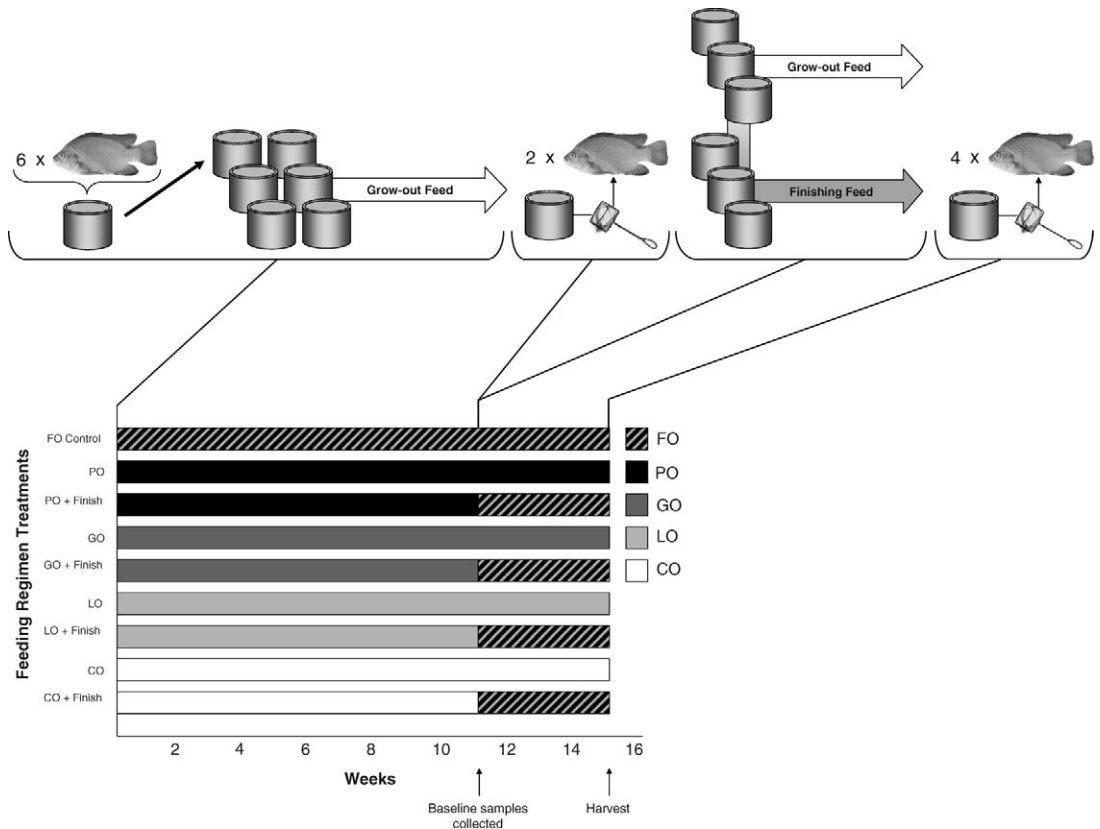 6 x
Grow-out Feed
2 x
Grow-out Feed
Finishing Feed
4 x
Feeding Regimen Treatments
FO Control
PO
PO + Finish
GO
GO + Finish
LO
LO + Finish
CO
CO + Finish
FO
PO
GO
LO
CO
2 4 6 8 10 12 14 16
Weeks
Baseline samples
collected
Harvest